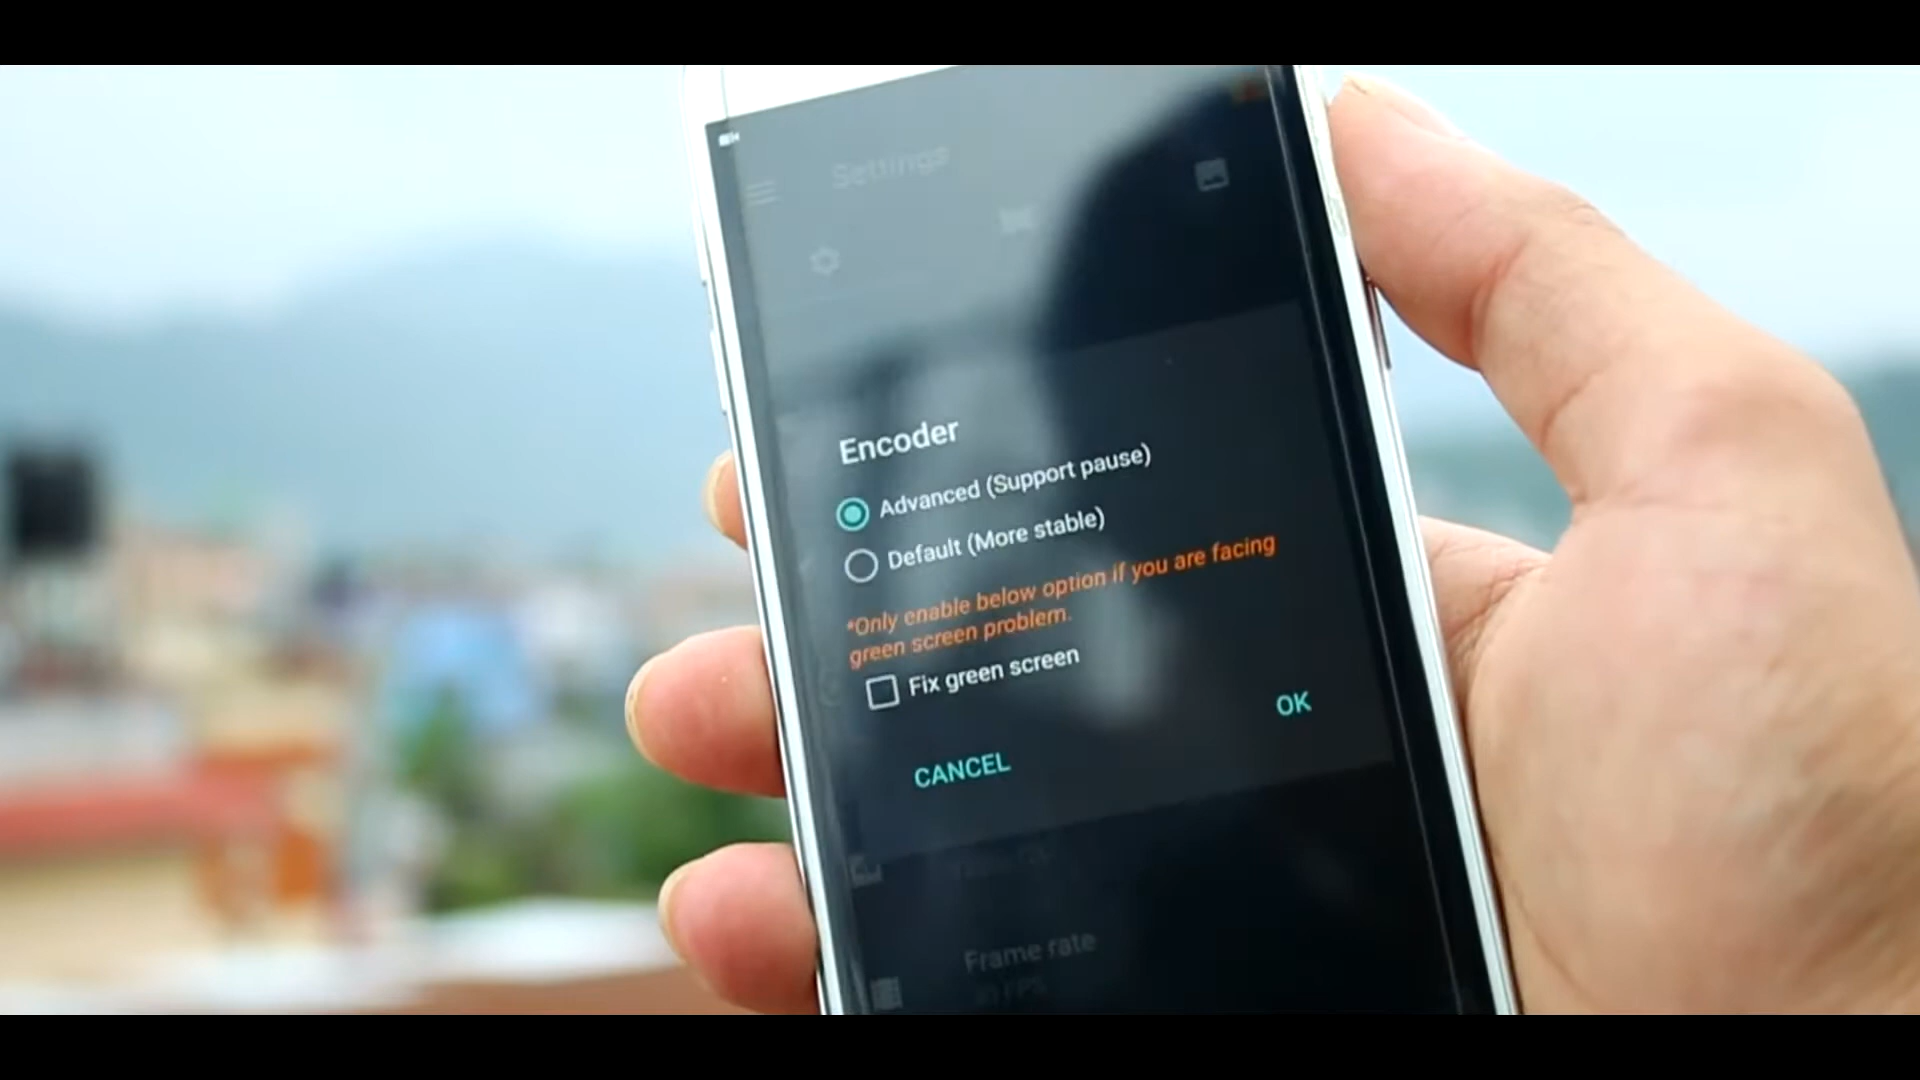 Settings
Encoder
Advanced (Support pause)
Default (More stable)
*Only enable below option if you are facing
green screen problem.
Fix green screen
OK
CANCEL
Frame rate